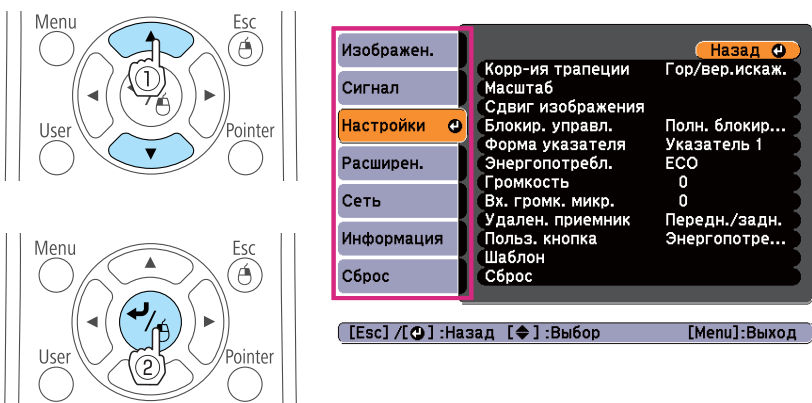 Menu
Esc
①
User
Pointer
Menu
Esc
②
User
Pointer
Изображен.
Сигнал
Настройки
Расширен.
Сеть
Информация
Сброс
Назад
Корр-ия трапеции Гор/вер.искаж.
Масштаб
Сдвиг изображения
Блокир. управл. Полн. блокир...
Форма указателя Указатель 1
Энергопотребл. ECO
Громкость 0
Вх. громк. микр. 0
Удален. приемник Передн./задн.
Польз. кнопка Энергопотре...
Шаблон
Сброс
[Esc] /[⏎] :Назад [◆] :Выбор [Menu]:Выход